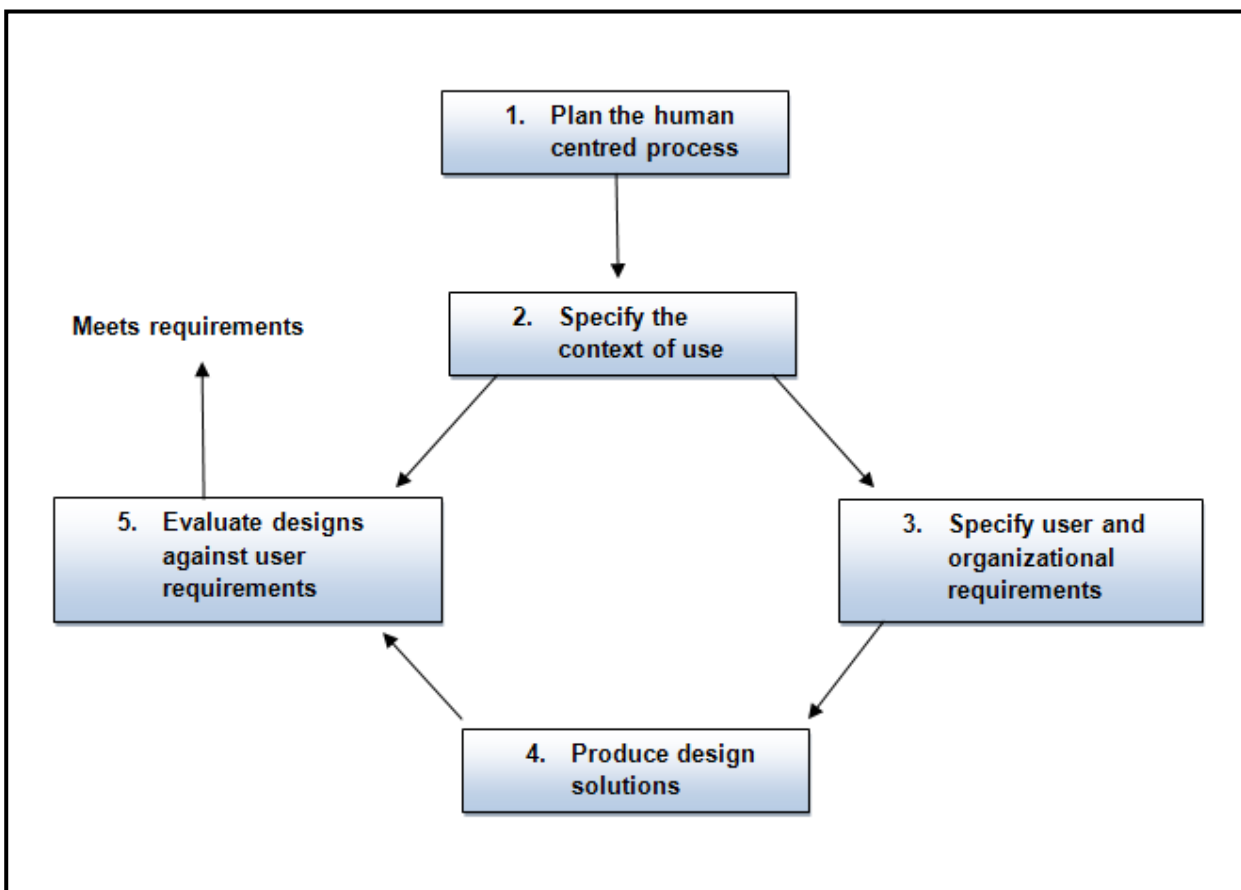 1. Plan the human
centred process
2. Specify the
context of use
Meets requirements
3. Specify user and
organizational
requirements
4. Produce design
solutions
5. Evaluate designs
against user
requirements